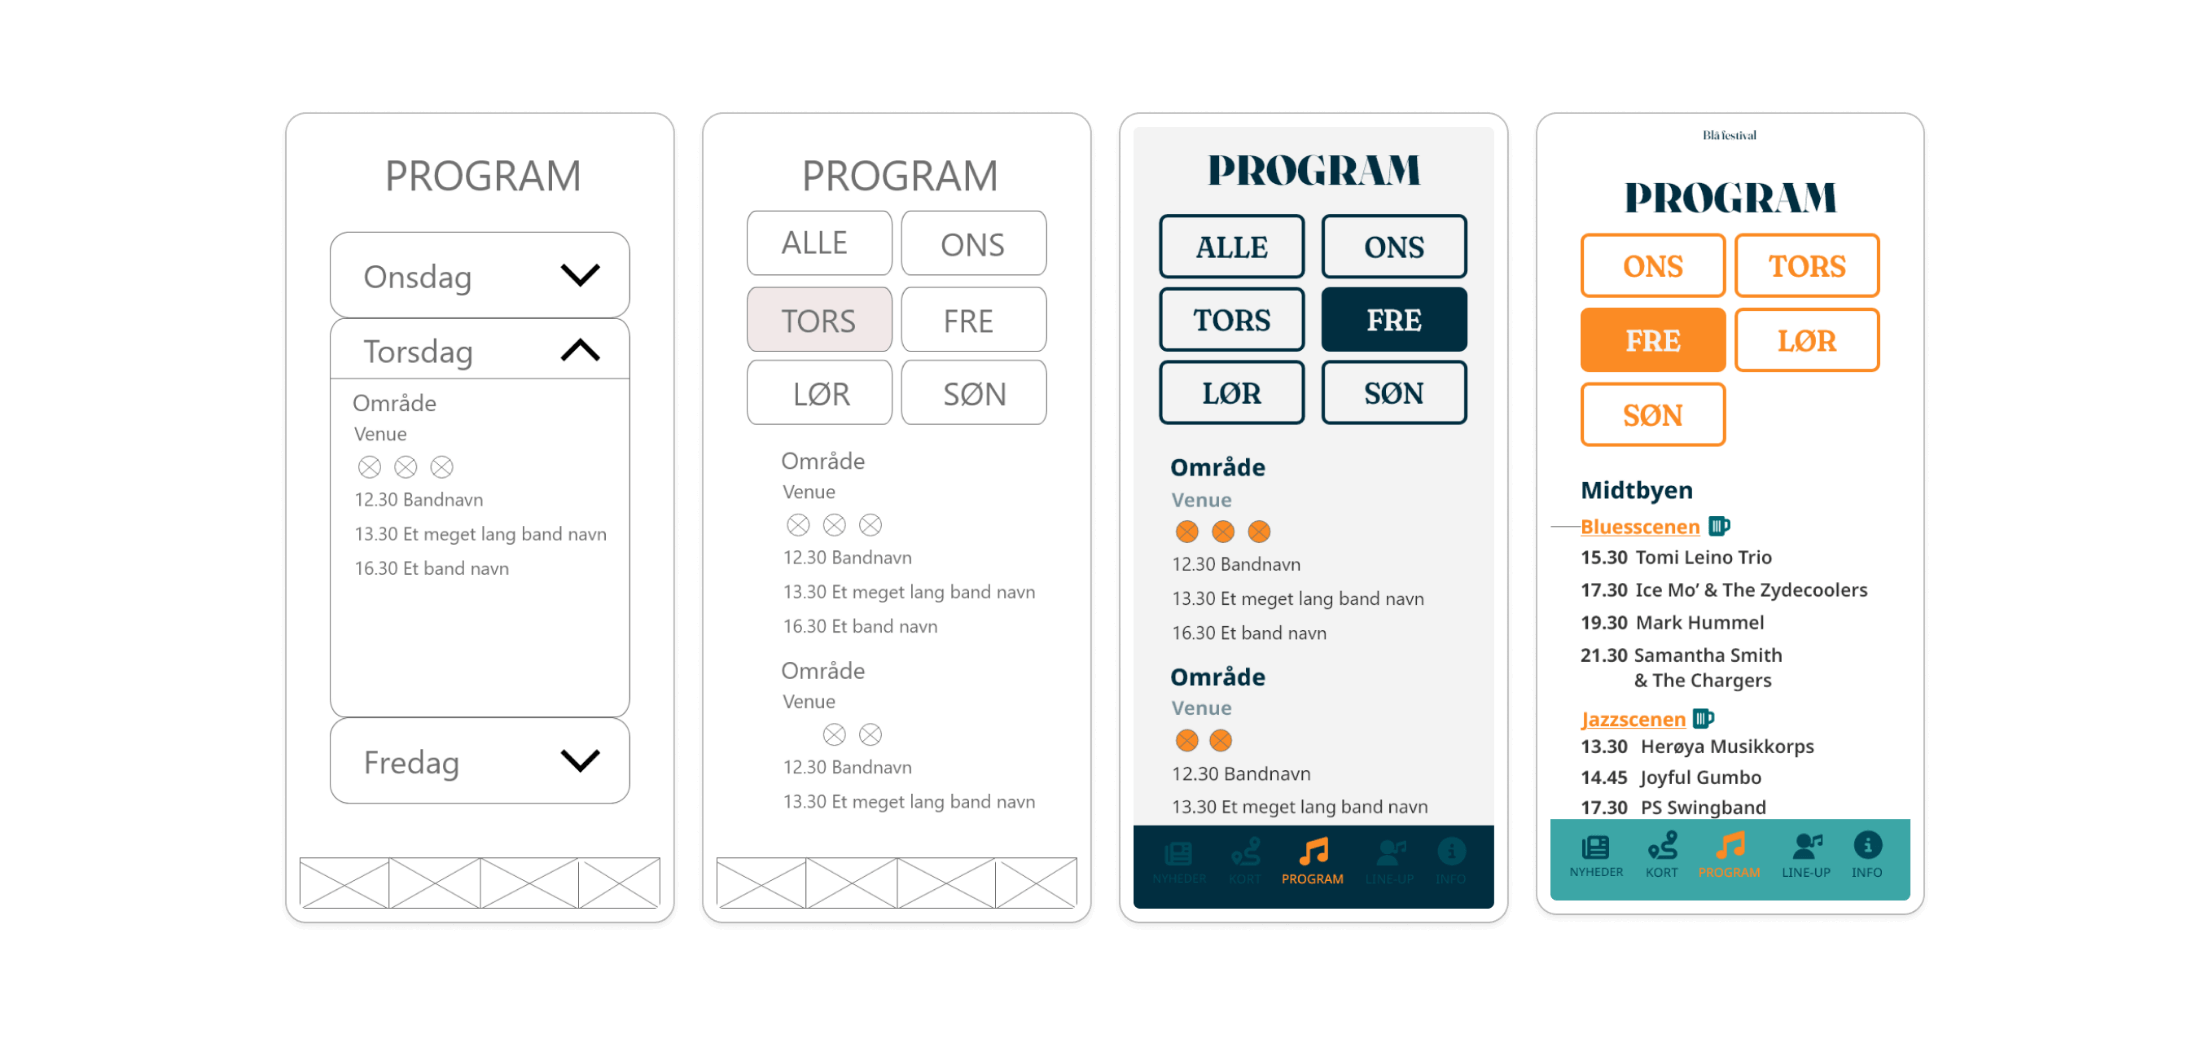 PROGRAM
Onsdag
Torsdag
Område
Venue
12.30 Bandnavn
13.30 Et meget lang band navn
16.30 Et band navn
Fredag
PROGRAM
ALLE ONS
TORS FRE
LØR SØN
Område
Venue
12.30 Bandnavn
13.30 Et meget lang band navn
16.30 Et band navn
Område
Venue
12.30 Bandnavn
13.30 Et meget lang band navn
PROGRAM
ALLE ONS
TORS FRE
LØR SØN
Område
Venue
12.30 Bandnavn
13.30 Et meget lang band navn
16.30 Et band navn
Område
Venue
12.30 Bandnavn
13.30 Et meget lang band navn
NYHEDER KORT PROGRAM LINE-UP INFO
Blå festival
PROGRAM
ONS TORS
FRE LØR
SØN
Midtbyen
Bluesscenen
15.30 Tomi Leino Trio
17.30 Ice Mo’ & The Zydecoolers
19.30 Mark Hummel
21.30 Samantha Smith
& The Chargers
Jazzscenen
13.30 Herøya Musikkorps
14.45 Joyful Gumbo
17.30 PS Swingband
NYHEDER KORT PROGRAM LINE-UP INFO